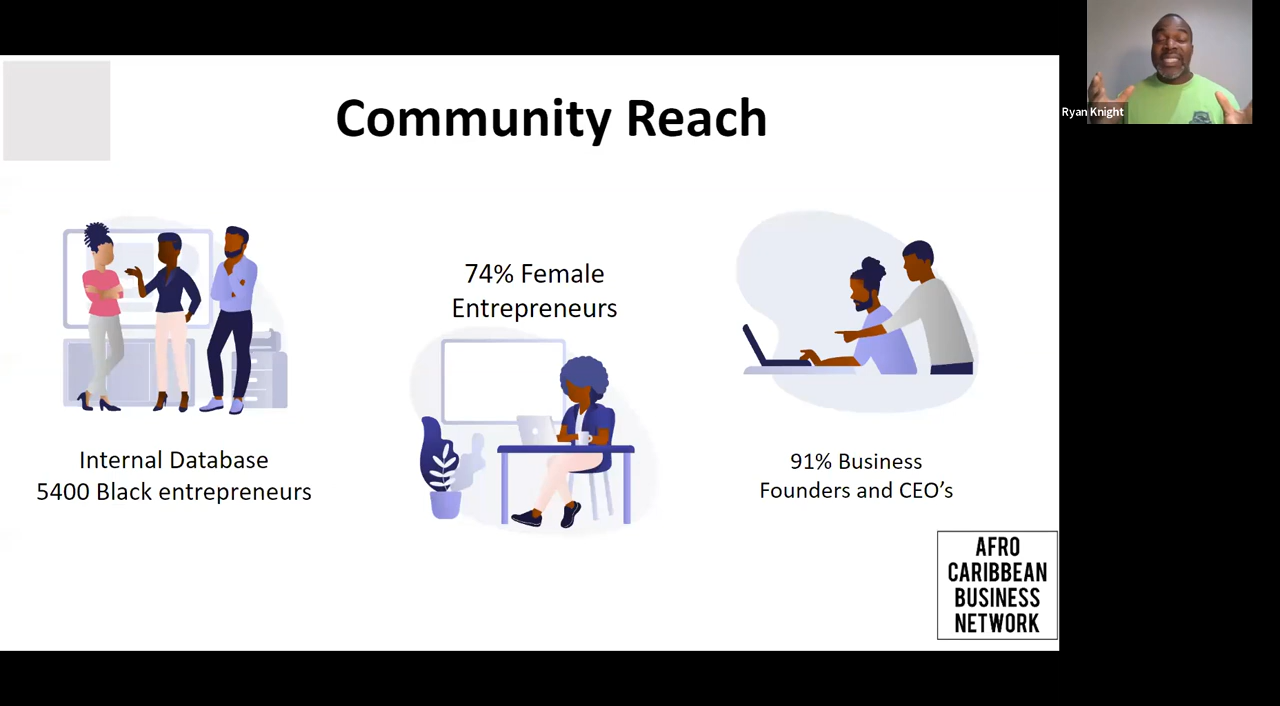 Community Reach
Ryan Knight
74% Female
Entrepreneurs
Internal Database
5400 Black entrepreneurs
91% Business
Founders and CEO’s
AFRO
CARIBBEAN
BUSINESS
NETWORK